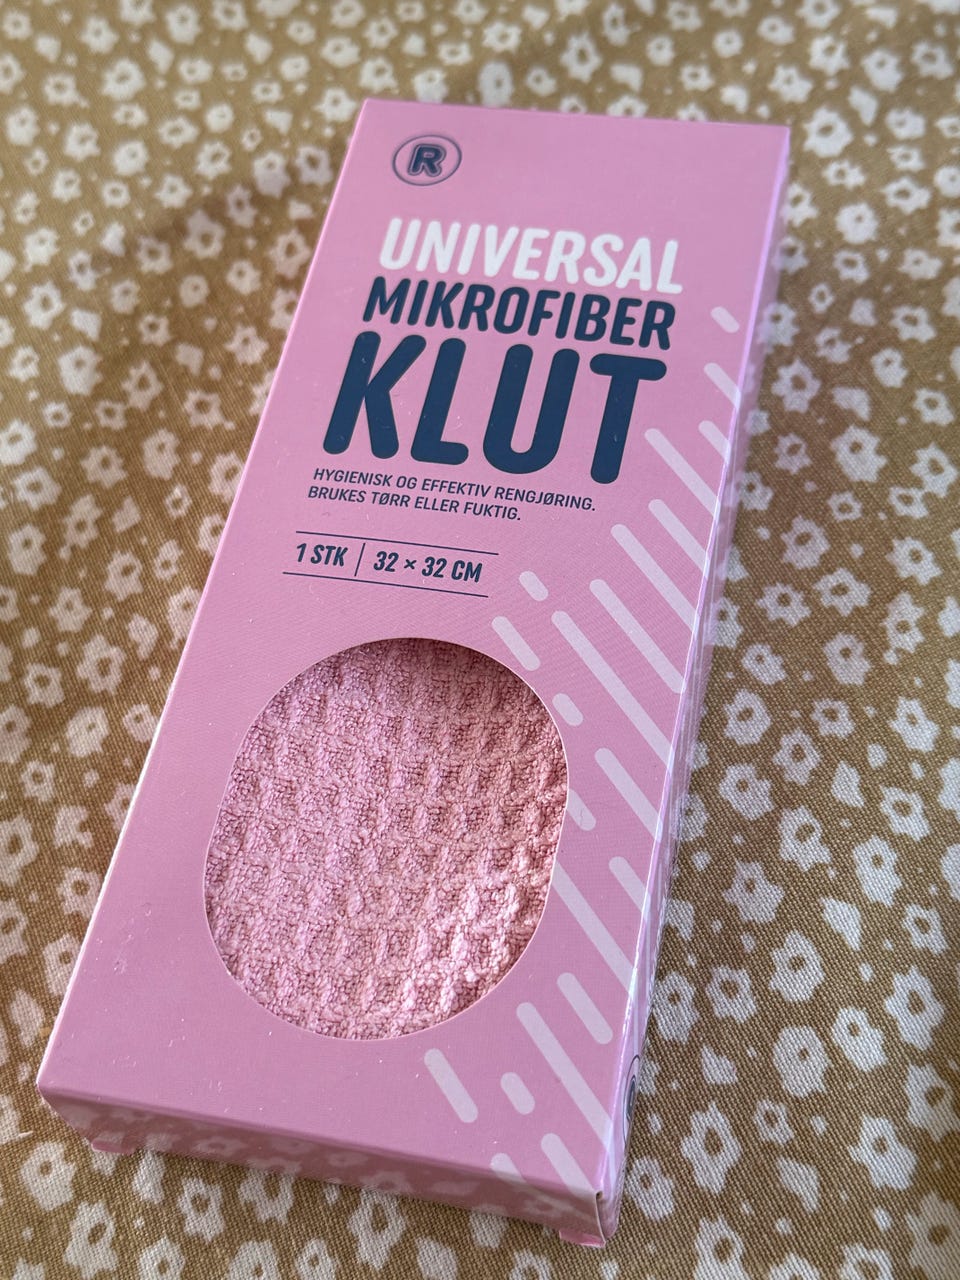 R
UNIVERSAL
MIKROFIBER
KLUT
HYGIENISK OG EFFEKTIV RENGJØRING.
BRUKES TØRR ELLER FUKTIG.
1 STK | 32 × 32 CM